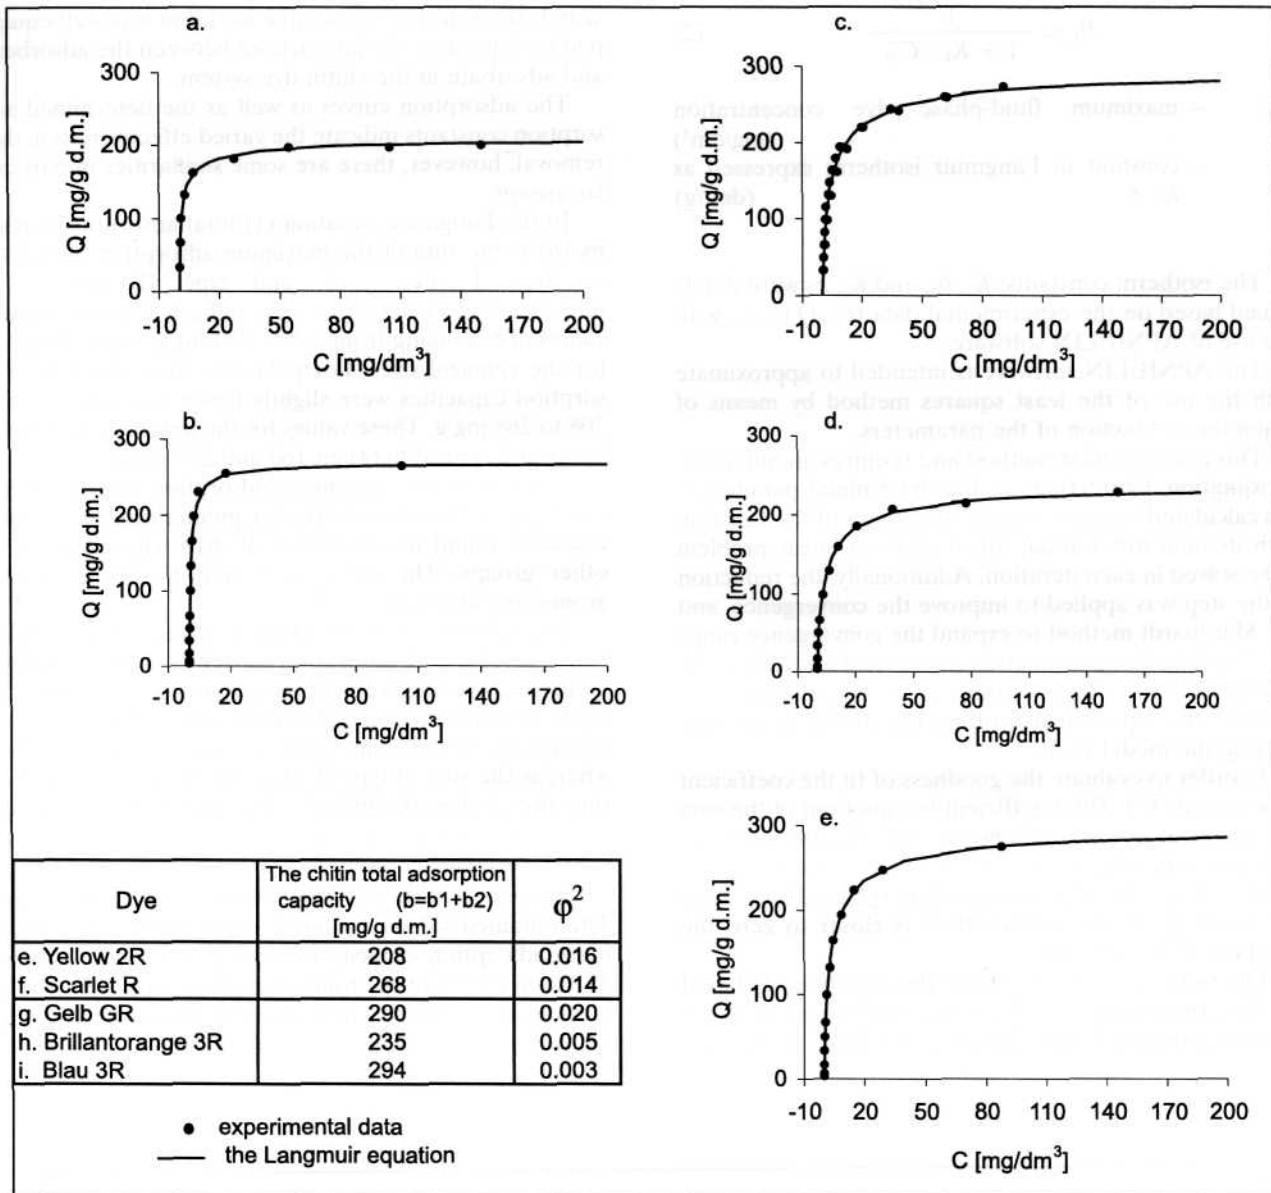 a.
300
200
100
0
Q [mg/g d.m.]
-10 20 50 80 110 140 170 200
C [mg/dm³]
b.
300
200
100
0
Q [mg/g d.m.]
-10 20 50 80 110 140 170 200
C [mg/dm³]
c.
300
200
100
0
Q [mg/g d.m.]
-10 20 50 80 110 140 170 200
C [mg/dm³]
d.
300
200
100
0
Q [mg/g d.m.]
-10 20 50 80 110 140 170 200
C [mg/dm³]
e.
300
200
100
0
Q [mg/g d.m.]
-10 20 50 80 110 140 170 200
C [mg/dm³]
Dye
The chitin total adsorption
capacity (b=b1+b2)
[mg/g d.m.]
φ²
e. Yellow 2R 208 0.016
f. Scarlet R 268 0.014
g. Gelb GR 290 0.020
h. Brillantorange 3R 235 0.005
i. Blau 3R 294 0.003
experimental data
the Langmuir equation